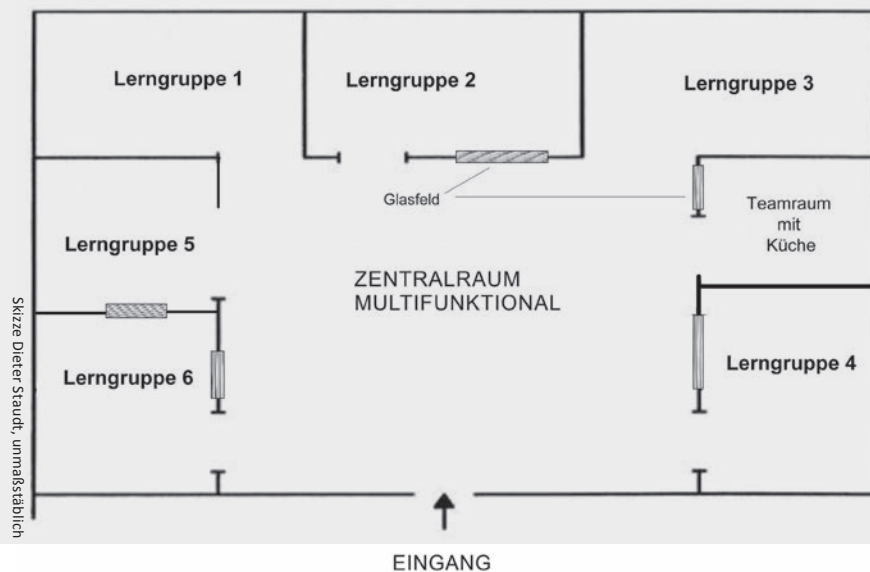 Lerngruppe 1
Lerngruppe 2
Lerngruppe 3
Glasfeld
Teamraum
mit
Küche
Lerngruppe 5
ZENTRALRAUM
MULTIFUNKTIONAL
Lerngruppe 6
Lerngruppe 4
Skizze Dieter Staudt, unmaßstäblich
EINGANG